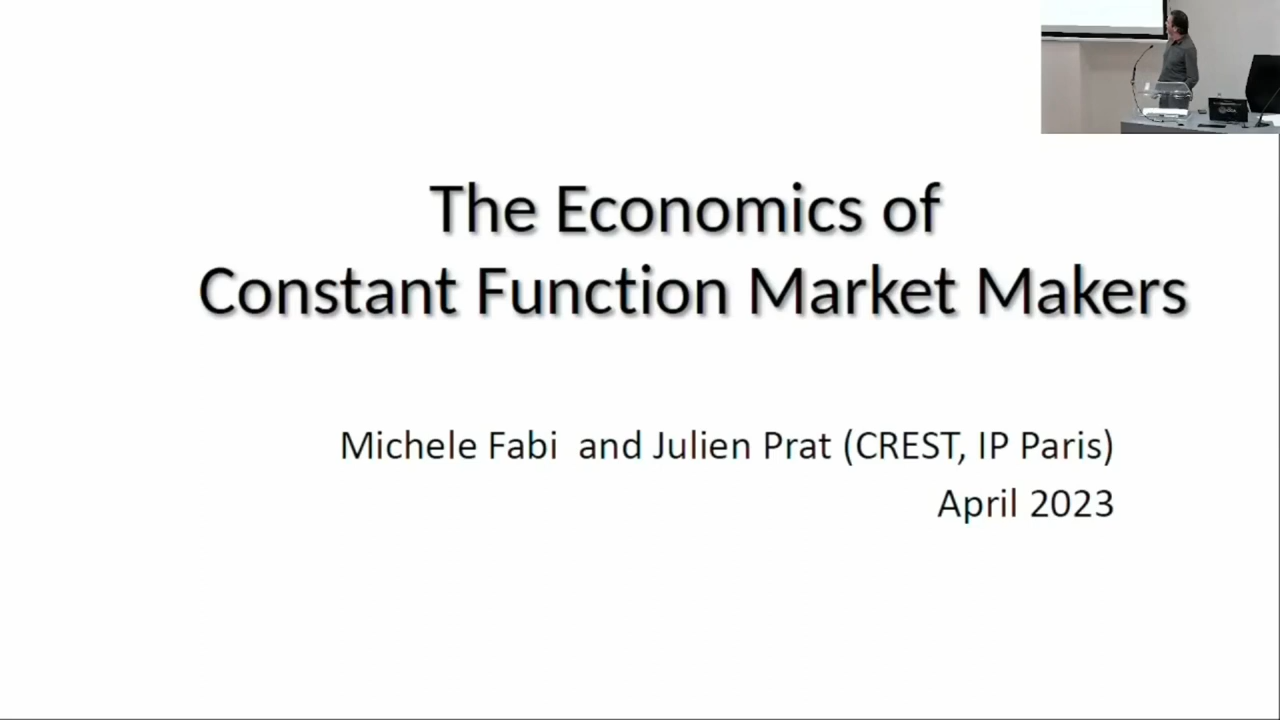 The Economics of
Constant Function Market Makers
Michele Fabi and Julien Prat (CREST, IP Paris)
April 2023